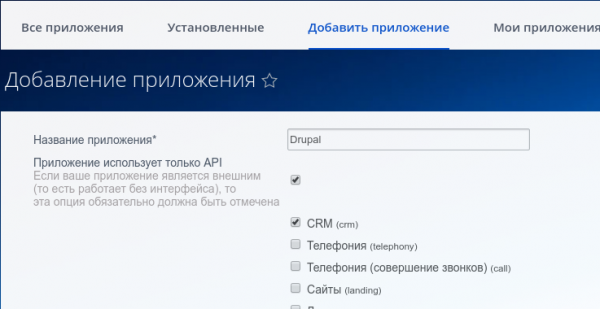 Все приложения Установленные Добавить приложение Мои приложения
Добавление приложения
Название приложения* Drupal
Приложение использует только API
Если ваше приложение является внешним
(то есть работает без интерфейса), то
эта опция обязательно должна быть отмечена
CRM (crm)
Телефония (telephony)
Телефония (совершение звонков) (call)
Сайты (landing)